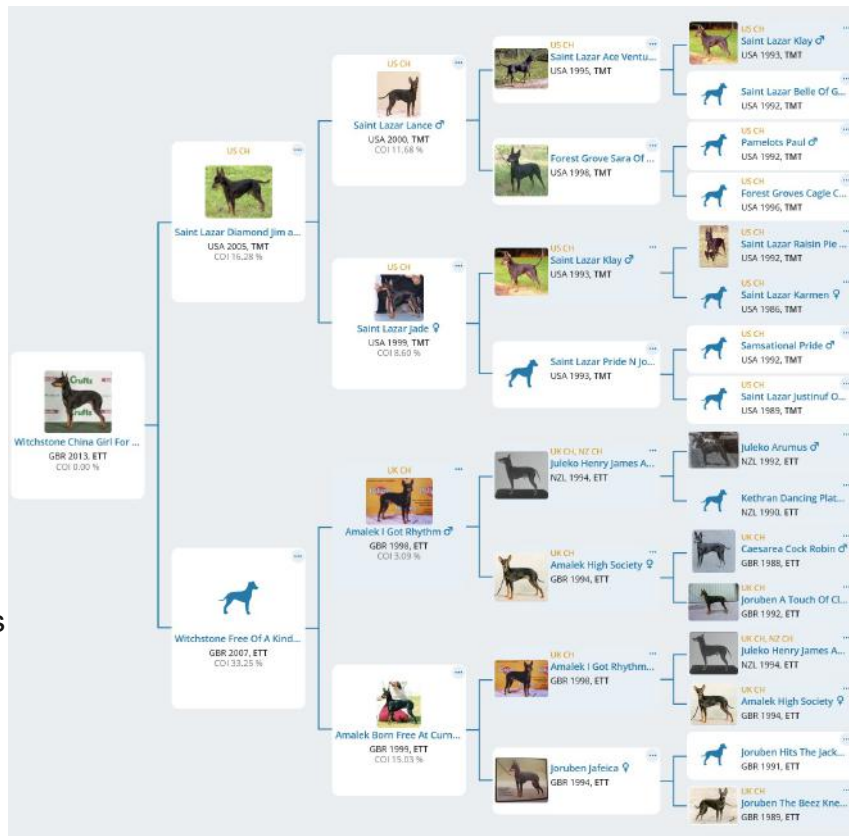 US CH
Saint Lazar Klay ♂
USA 1993, TMT
US CH
Saint Lazar Ace Ventu...
USA 1995, TMT
Saint Lazar Belle Of G...
USA 1992, TMT
US CH
Saint Lazar Lance ♂
USA 2000, TMT
COI 11.68 %
US CH
Pamelots Paul ♂
USA 1992, TMT
Forest Grove Sara Of ...
USA 1998, TMT
US CH
Forest Groves Cagle C...
USA 1996, TMT
US CH
Saint Lazar Diamond Jim a...
USA 2005, TMT
COI 16.28 %
US CH
Saint Lazar Raisin Pie ...
USA 1992, TMT
US CH
Saint Lazar Klay ♂
USA 1993, TMT
US CH
Saint Lazar Karmen ♀
USA 1986, TMT
US CH
Saint Lazar Jade ♀
USA 1999, TMT
COI 8.60 %
US CH
Samsational Pride ♂
USA 1992, TMT
Saint Lazar Pride N Jo...
USA 1993, TMT
US CH
Saint Lazar Justinuf O...
USA 1989, TMT
Crufts
Witchstone China Girl For ...
GBR 2013, ETT
COI 0.00 %
Juleko Arumus ♂
NZL 1992, ETT
UK CH, NZ CH
Juleko Henry James A...
NZL 1994, ETT
Kethran Dancing Plat...
NZL 1990, ETT
UK CH
Amalek I Got Rhythm ♂
GBR 1998, ETT
COI 3.09 %
UK CH
Caesarea Cock Robin ♂
GBR 1988, ETT
UK CH
Amalek High Society ♀
GBR 1994, ETT
UK CH
Joruben A Touch Of Cl...
GBR 1992, ETT
Witchstone Free Of A Kind...
GBR 2007, ETT
COI 33.25 %
s
UK CH, NZ CH
Juleko Henry James A...
NZL 1994, ETT
UK CH
Amalek I Got Rhythm...
GBR 1998, ETT
UK CH
Amalek High Society ♀
GBR 1994, ETT
Amalek Born Free At Cum...
GBR 1999, ETT
COI 15.03 %
Joruben Hits The Jack...
GBR 1991, ETT
Joruben Jafeica ♀
GBR 1994, ETT
UK CH
Joruben The Beez Kne...
GBR 1989, ETT